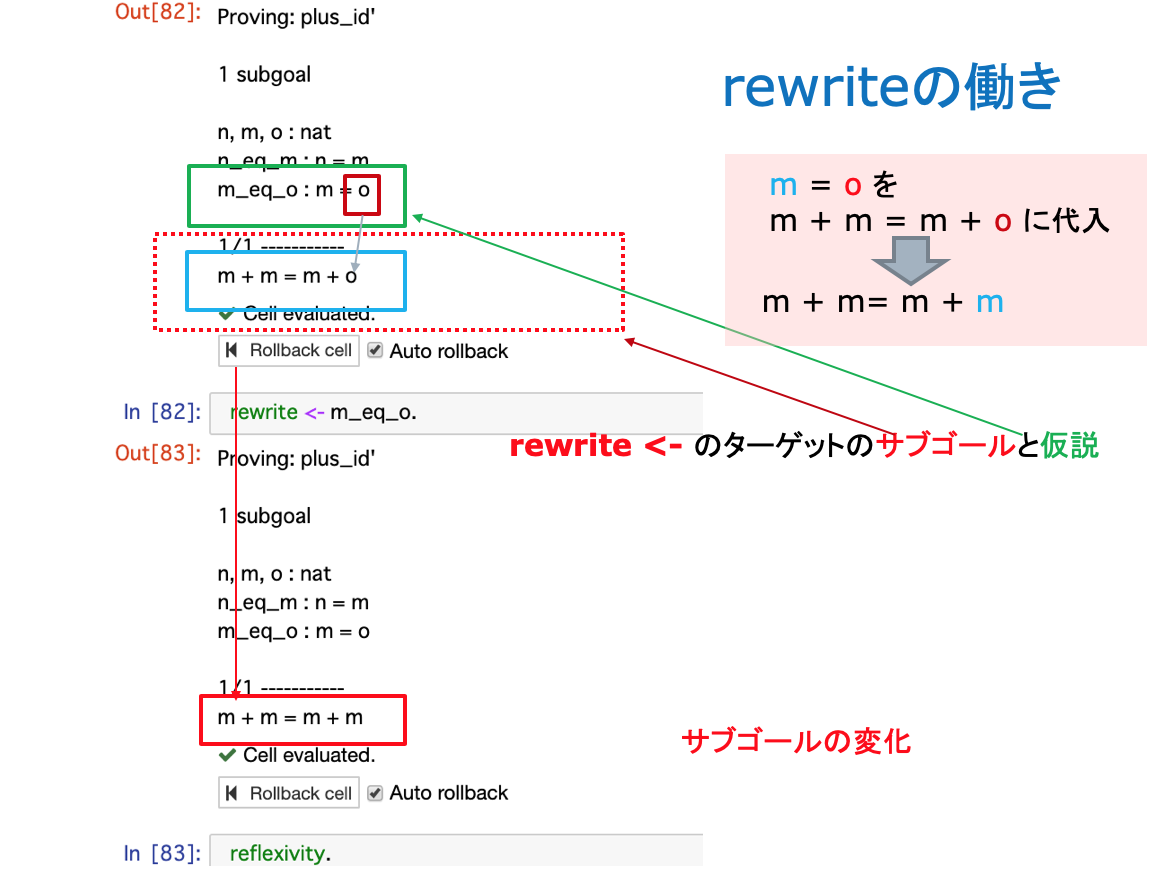 Out[82]: Proving: plus_id'
1 subgoal
rewriteの働き
n, m, o : nat
n_eq_m : n = m
m_eq_o : m = o
m = o を
m + m = m + o に代入
m + m= m + m
1/1 -----------
m + m = m + o
Cell evaluated.
Rollback cell Auto rollback
In [82]: rewrite <- m_eq_o.
rewrite <- のターゲットのサブゴールと仮説
Out[83]: Proving: plus_id'
1 subgoal
n, m, o : nat
n_eq_m : n = m
m_eq_o : m = o
1/1 -----------
m + m = m + m
サブゴールの変化
Cell evaluated.
Rollback cell Auto rollback
In [83]: reflexivity.